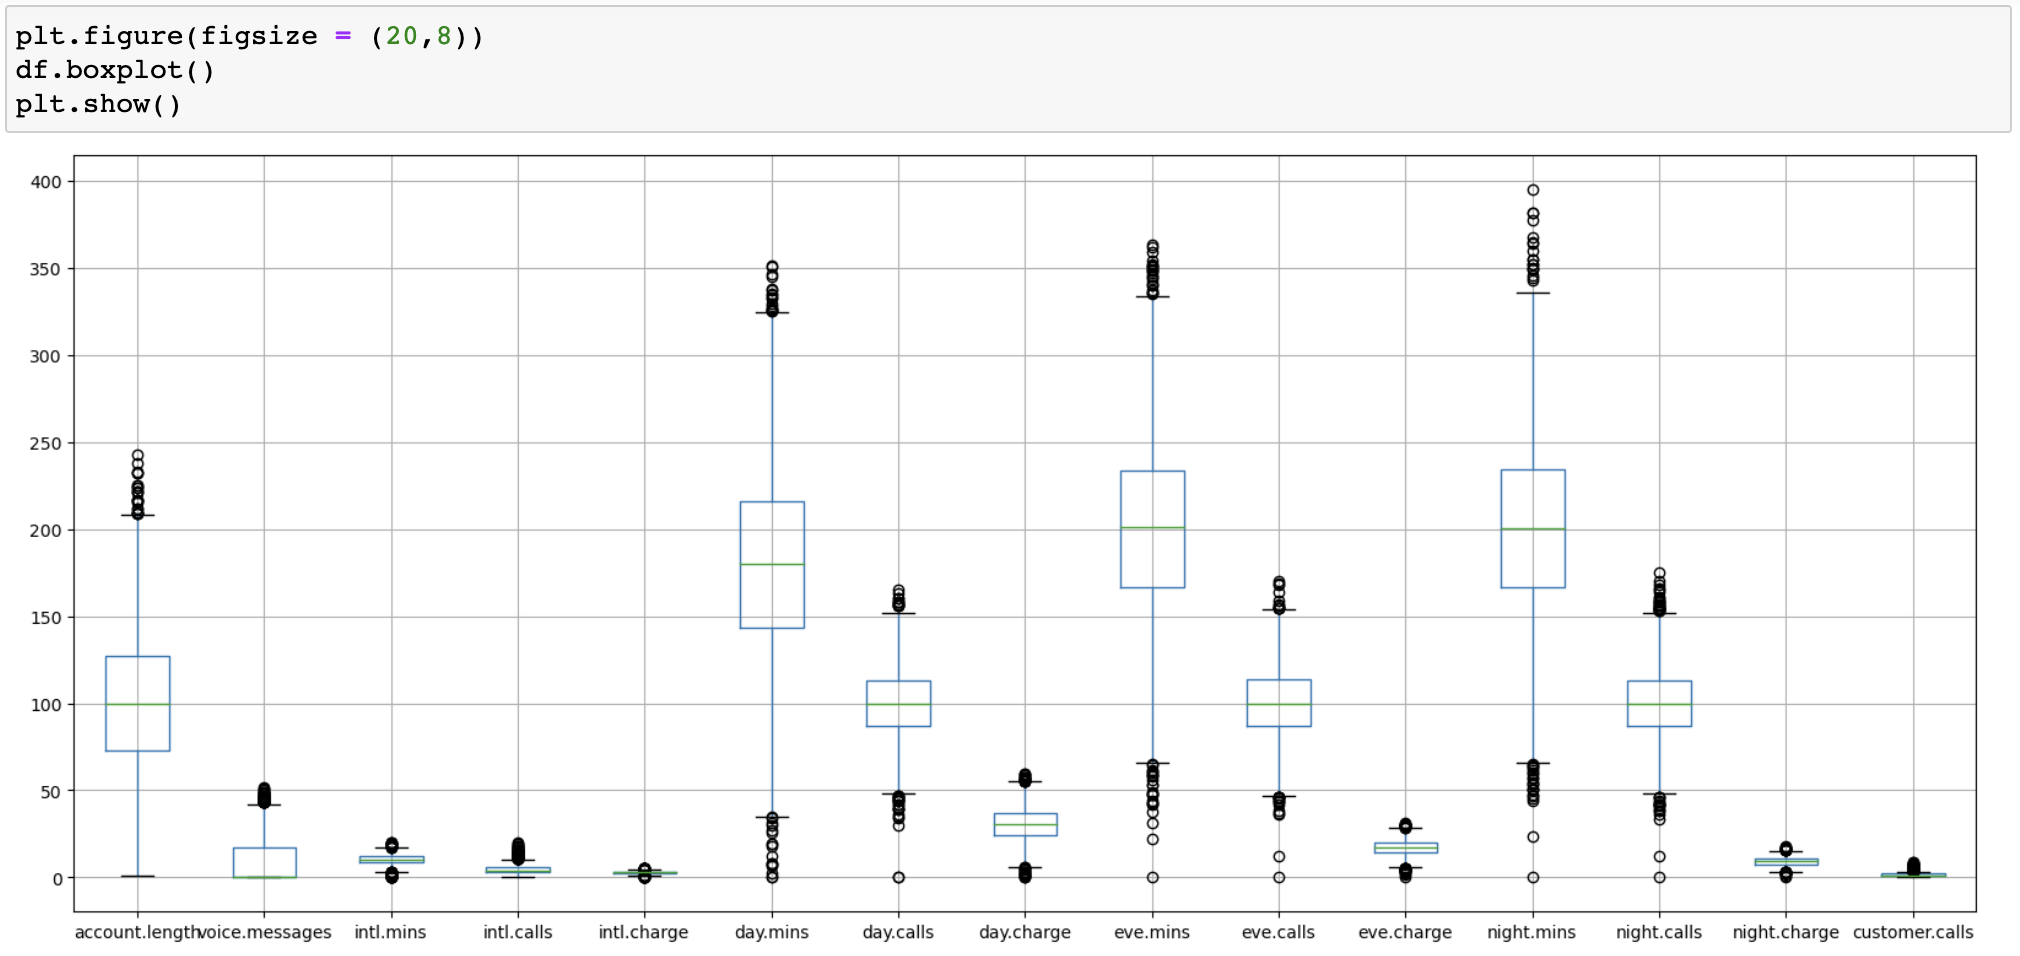 plt.figure(figsize = (20,8))
df.boxplot()
plt.show()
400
350
300
250
200
150
100
50
0
account.length voice.messages intl.mins intl.calls intl.charge day.mins day.calls day.charge eve.mins eve.calls eve.charge night.mins night.calls night.charge customer.calls